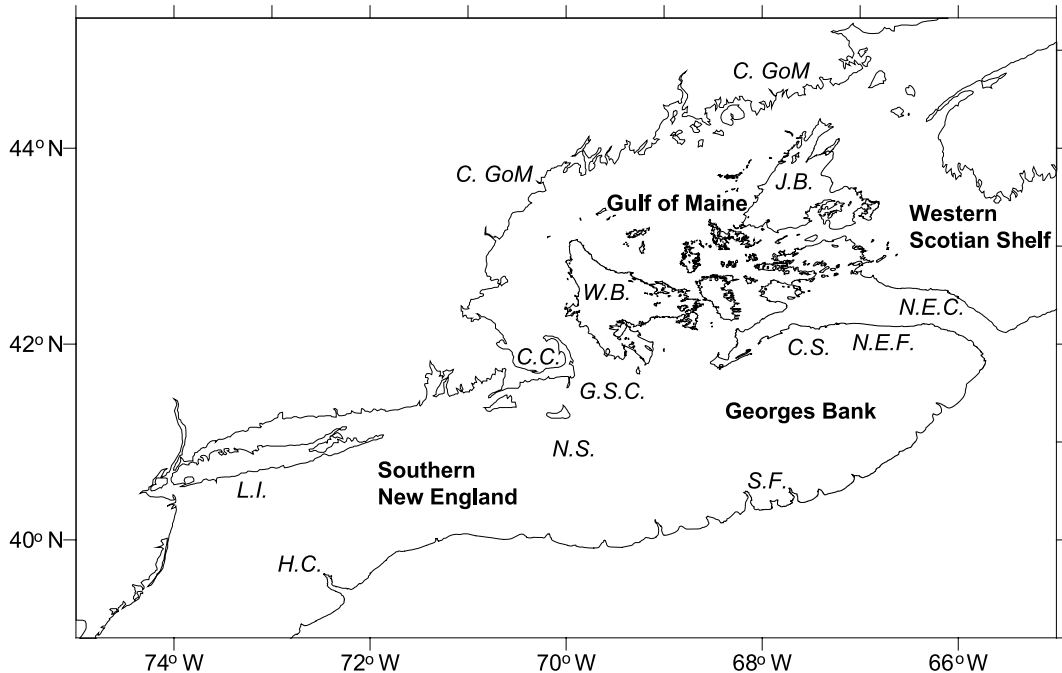 C. GoM
44° N
C. GoM
J.B.
Gulf of Maine
Western
Scotian Shelf
W.B.
N.E.C.
42° N
C.C.
C.S.
N.E.F.
G.S.C.
Georges Bank
N.S.
Southern
New England
S.F.
L.I.
40° N
H.C.
74° W
72° W
70° W
68° W
66° W